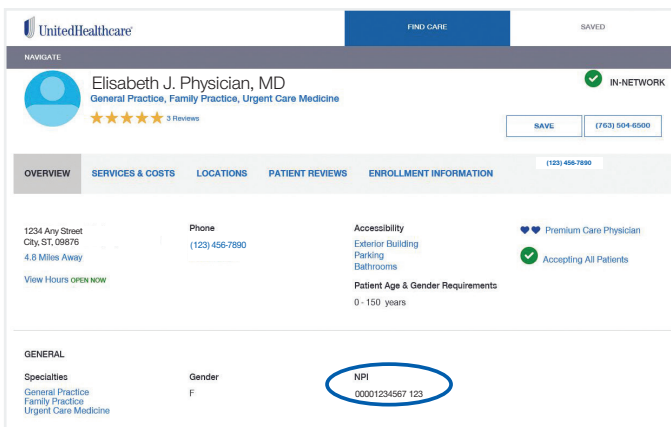 UnitedHealthcare®
FIND CARE
SAVED
NAVIGATE
Elisabeth J. Physician, MD
IN-NETWORK
General Practice, Family Practice, Urgent Care Medicine
3 Reviews
SAVE
(763) 504-6500
(123) 456-7890
OVERVIEW
SERVICES & COSTS
LOCATIONS
PATIENT REVIEWS
ENROLLMENT INFORMATION
1234 Any Street
City, ST, 09876
4.8 Miles Away
View Hours OPEN NOW
Phone
(123) 456-7890
Accessibility
Exterior Building
Parking
Bathrooms
Patient Age & Gender Requirements
0 - 150 years
Premium Care Physician
Accepting All Patients
GENERAL
Specialties
General Practice
Family Practice
Urgent Care Medicine
Gender
F
NPI
00001234567 123